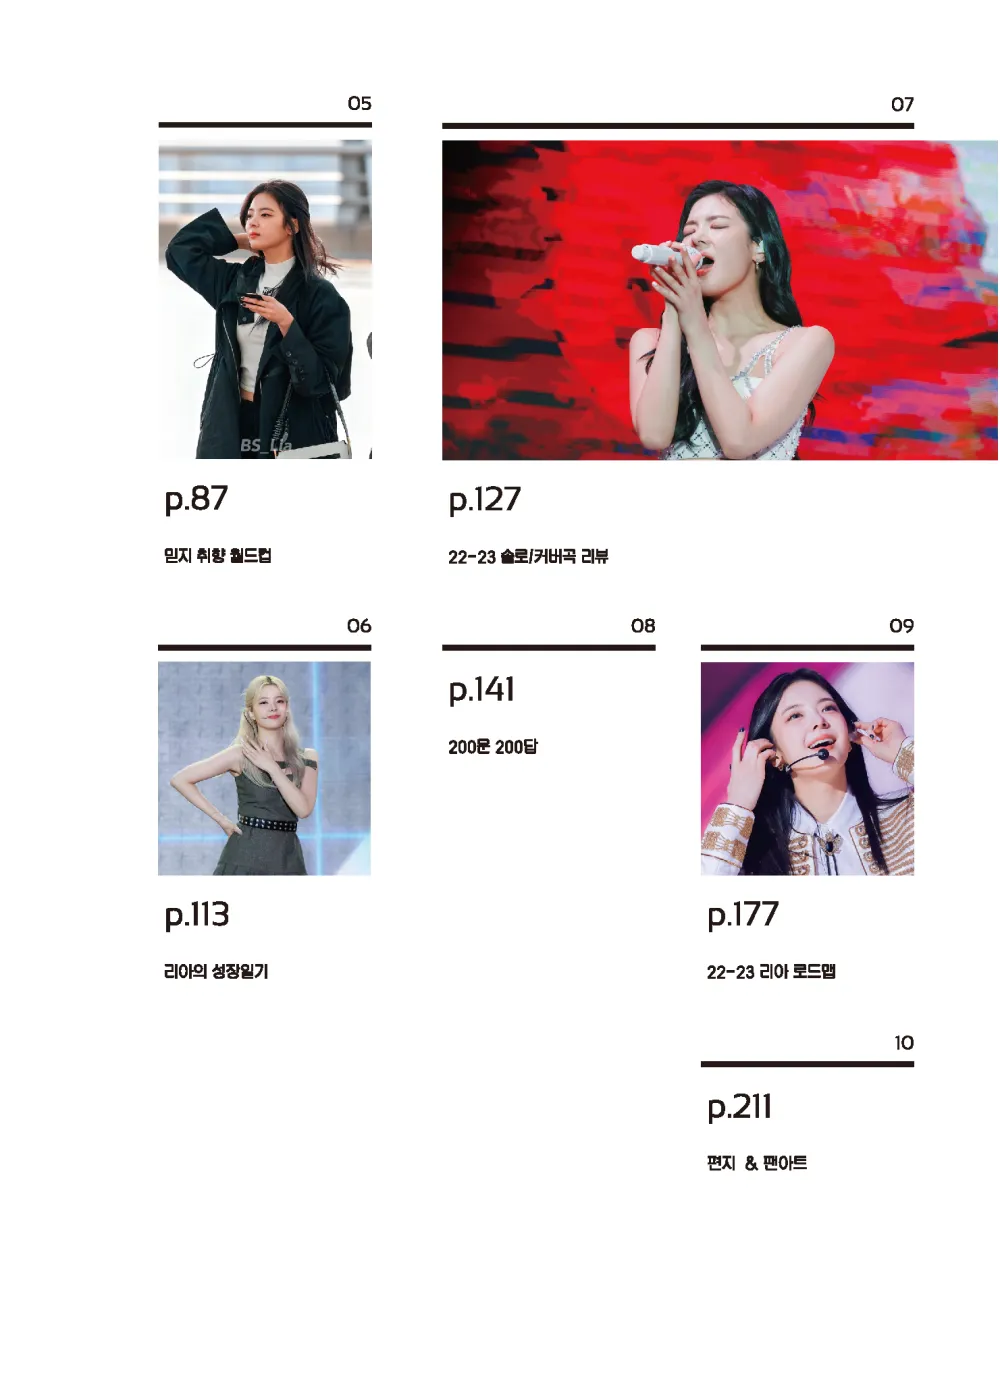 05
BS_Lia
p.87
믿지 취향 월드컵
07
p.127
22-23 솔로/커버곡 리뷰
06
p.113
리아의 성장일기
08
p.141
200문 200답
09
p.177
22-23 리아 로드맵
10
p.211
편지 & 팬아트